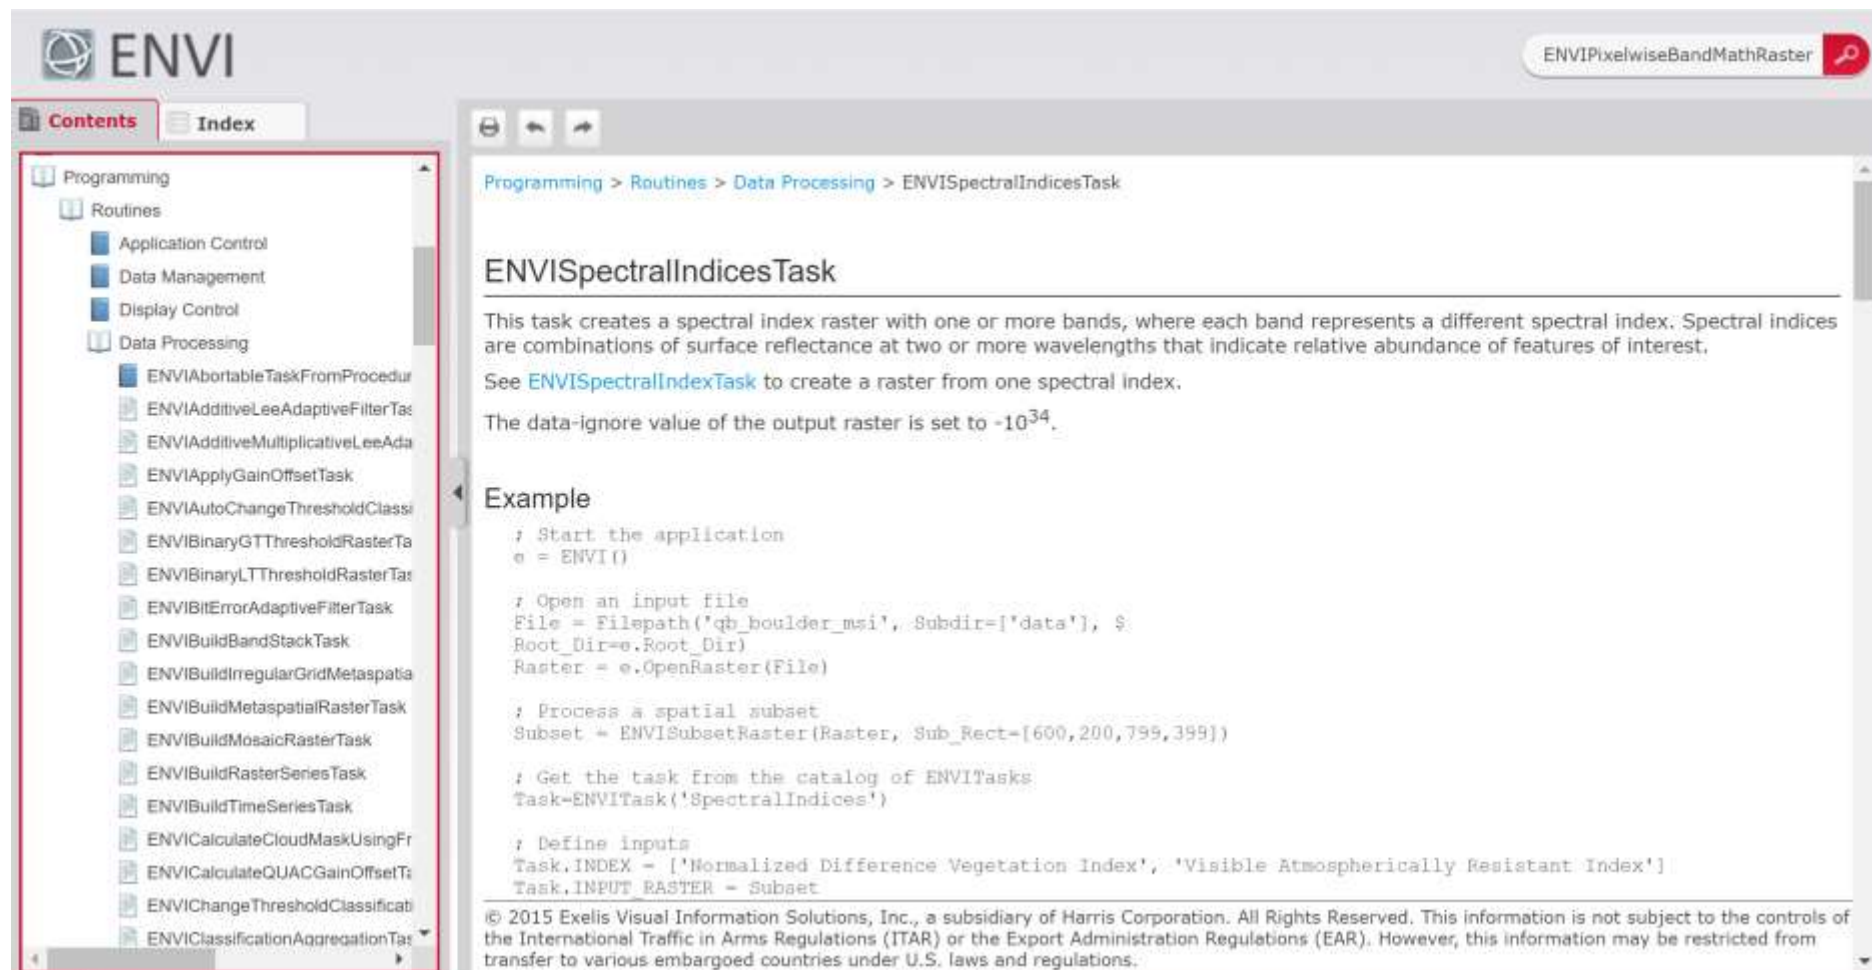 ENVI
ENVIPixelwiseBandMathRaster
Contents
Index
Programming
Routines
Application Control
Data Management
Display Control
Data Processing
ENVIAbortableTaskFromProcedur
ENVIAdditiveLeeAdaptiveFilterTas
ENVIAdditiveMultiplicativeLeeAda
ENVIApplyGainOffsetTask
ENVIAutoChangeThresholdClassi
ENVIBinaryGTThresholdRasterTa
ENVIBinaryLTThresholdRasterTas
ENVIBitErrorAdaptiveFilterTask
ENVIBuildBandStackTask
ENVIBuildIrregularGridMetaspatia
ENVIBuildMetaspatialRasterTask
ENVIBuildMosaicRasterTask
ENVIBuildRasterSeriesTask
ENVIBuildTimeSeriesTask
ENVICalculateCloudMaskUsingFr
ENVICalculateQUACGainOffsetTa
ENVIChangeThresholdClassificati
ENVIClassificationAggregationTas
Programming > Routines > Data Processing > ENVISpectralIndicesTask
ENVISpectralIndicesTask
This task creates a spectral index raster with one or more bands, where each band represents a different spectral index. Spectral indices
are combinations of surface reflectance at two or more wavelengths that indicate relative abundance of features of interest.
See ENVISpectralIndexTask to create a raster from one spectral index.
The data-ignore value of the output raster is set to -10^34.
Example
; Start the application
e = ENVI()
; Open an input file
File = Filepath('qb_boulder_msi', Subdir=['data'], $
Root_Dir=e.Root_Dir)
Raster = e.OpenRaster(File)
; Process a spatial subset
Subset = ENVISubsetRaster(Raster, Sub_Rect=[600,200,799,399])
; Get the task from the catalog of ENVITasks
Task=ENVITask('SpectralIndices')
; Define inputs
Task.INDEX = ['Normalized Difference Vegetation Index', 'Visible Atmospherically Resistant Index']
Task.INPUT_RASTER = Subset
© 2015 Exelis Visual Information Solutions, Inc., a subsidiary of Harris Corporation. All Rights Reserved. This information is not subject to the controls of
the International Traffic in Arms Regulations (ITAR) or the Export Administration Regulations (EAR). However, this information may be restricted from
transfer to various embargoed countries under U.S. laws and regulations.